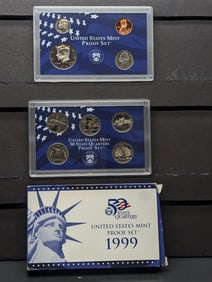 UNITED STATES MINT
PROOF SET
UNITED STATES MINT
50 STATE QUARTERS
PROOF SET
50
STATE
QUARTERS
UNITED STATES MINT
PROOF SET
1999